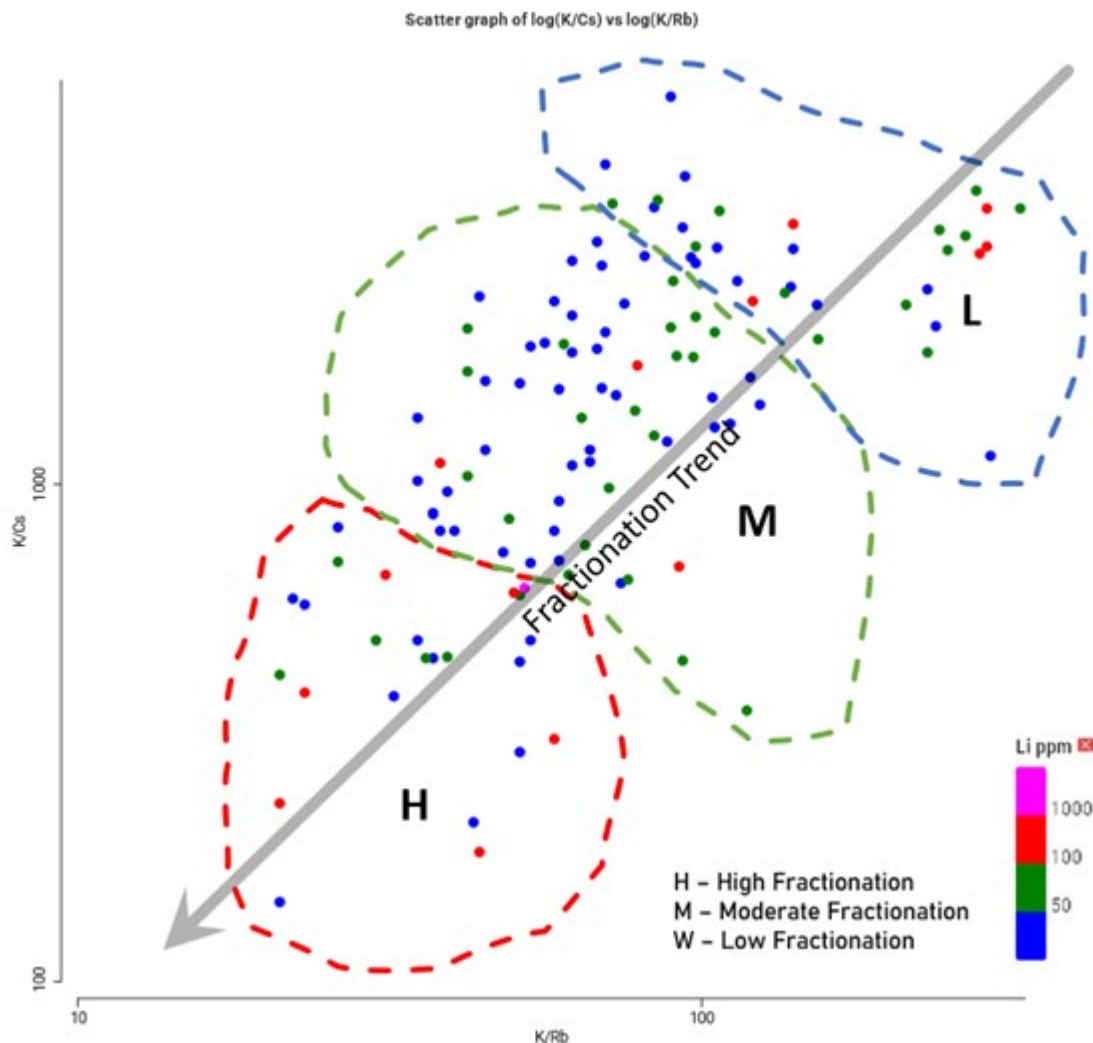 Scatter graph of log(K/Cs) vs log(K/Rb)
L
1000
K/Cs
Fractionation Trend
M
H
Li ppm
1000
100
50
H – High Fractionation
M – Moderate Fractionation
W – Low Fractionation
100
10
100
K/Rb